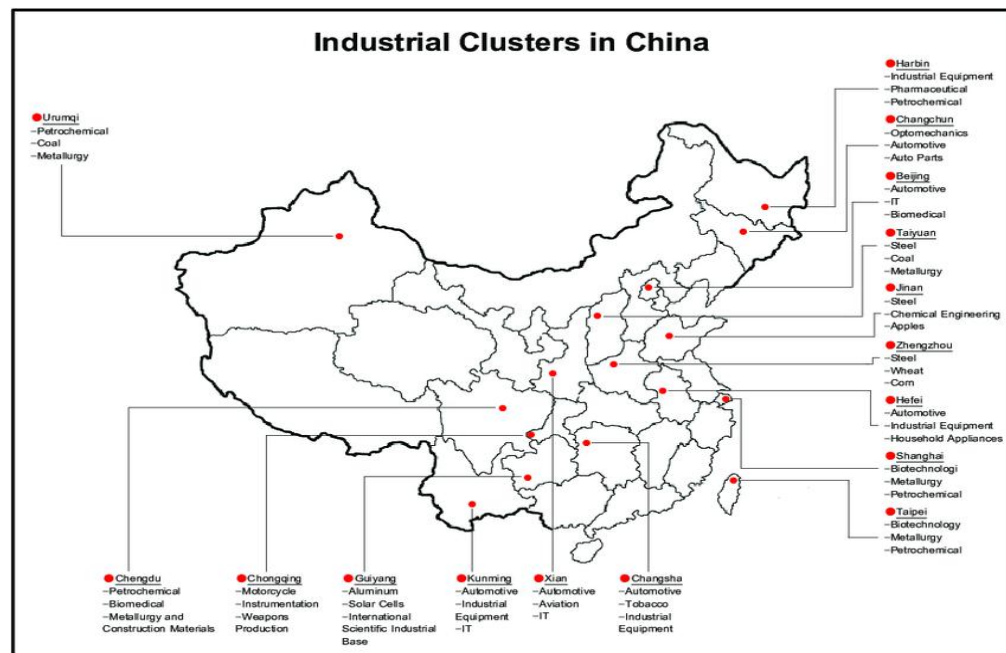 Industrial Clusters in China
Urumqi
-Petrochemical
-Coal
-Metallurgy
Harbin
-Industrial Equipment
-Pharmaceutical
-Petrochemical
Changchun
-Optomechanics
-Automotive
-Auto Parts
Beijing
-Automotive
-IT
-Biomedical
Taiyuan
-Steel
-Coal
-Metallurgy
Jinan
-Steel
-Chemical Engineering
-Apples
Zhengzhou
-Steel
-Wheat
-Corn
Hefei
-Automotive
-Industrial Equipment
-Household Appliances
Shanghai
-Biotechnologi
-Metallurgy
-Petrochemical
Taipei
-Biotechnology
-Metallurgy
-Petrochemical
Chengdu
-Petrochemical
-Biomedical
-Metallurgy and
Construction Materials
Chongqing
-Motorcycle
-Instrumentation
-Weapons
Production
Guiyang
-Aluminum
-Solar Cells
-International
Scientific Industrial
Base
Kunming
-Automotive
-Industrial
Equipment
-IT
Xian
-Automotive
-Aviation
-IT
Changsha
-Automotive
-Tobacco
-Industrial
Equipment